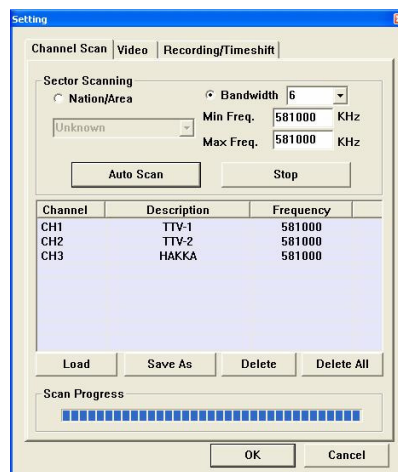 Setting
Channel Scan Video Recording/Timeshift
Sector Scanning
Nation/Area Bandwidth 6
Unknown Min Freq. 581000 KHz
Max Freq. 581000 KHz
Auto Scan Stop
Channel Description Frequency
CH1 TTV-1 581000
CH2 TTV-2 581000
CH3 HAKKA 581000
Load Save As Delete Delete All
Scan Progress
OK Cancel